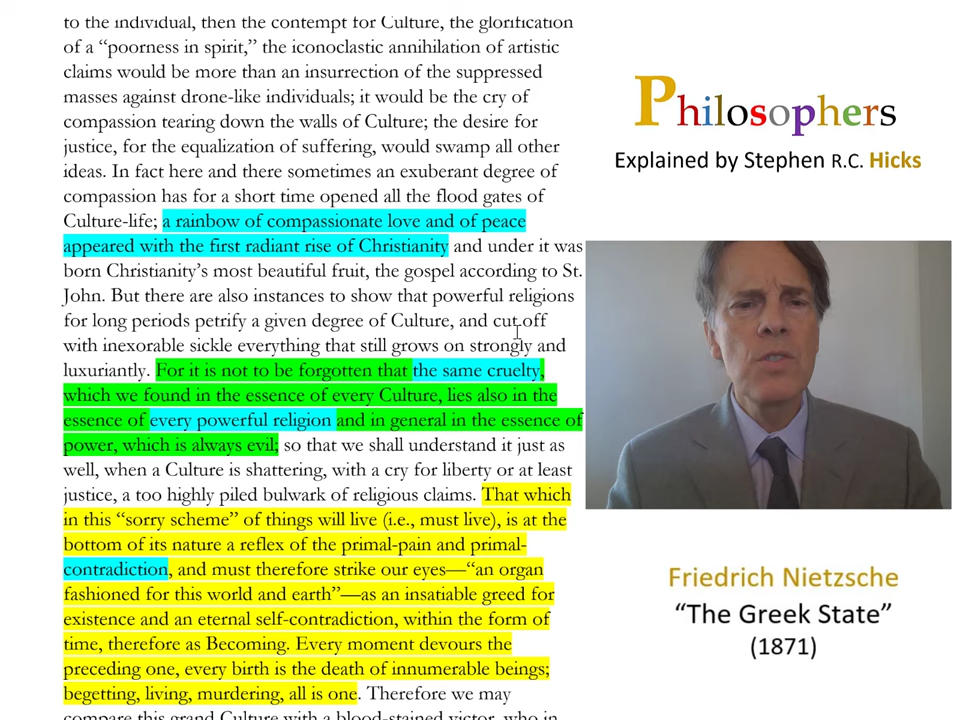 to the individual, then the contempt for Culture, the glorification
of a “poorness in spirit,” the iconoclastic annihilation of artistic
claims would be more than an insurrection of the suppressed
masses against drone-like individuals; it would be the cry of
compassion tearing down the walls of Culture; the desire for
justice, for the equalization of suffering, would swamp all other
ideas. In fact here and there sometimes an exuberant degree of
compassion has for a short time opened all the flood gates of
Culture-life; a rainbow of compassionate love and of peace
appeared with the first radiant rise of Christianity and under it was
born Christianity’s most beautiful fruit, the gospel according to St.
John. But there are also instances to show that powerful religions
for long periods petrify a given degree of Culture, and cut off
with inexorable sickle everything that still grows on strongly and
luxuriantly. For it is not to be forgotten that the same cruelty,
which we found in the essence of every Culture, lies also in the
essence of every powerful religion and in general in the essence of
power, which is always evil; so that we shall understand it just as
well, when a Culture is shattering, with a cry for liberty or at least
justice, a too highly piled bulwark of religious claims. That which
in this “sorry scheme” of things will live (i.e., must live), is at the
bottom of its nature a reflex of the primal-pain and primal-
contradiction, and must therefore strike our eyes—“an organ
fashioned for this world and earth”—as an insatiable greed for
existence and an eternal self-contradiction, within the form of
time, therefore as Becoming. Every moment devours the
preceding one, every birth is the death of innumerable beings;
begetting, living, murdering, all is one. Therefore we may
compare this grand Culture with a blood-stained victor, who in
Philosophers
Explained by Stephen R.C. Hicks
Friedrich Nietzsche
“The Greek State”
(1871)